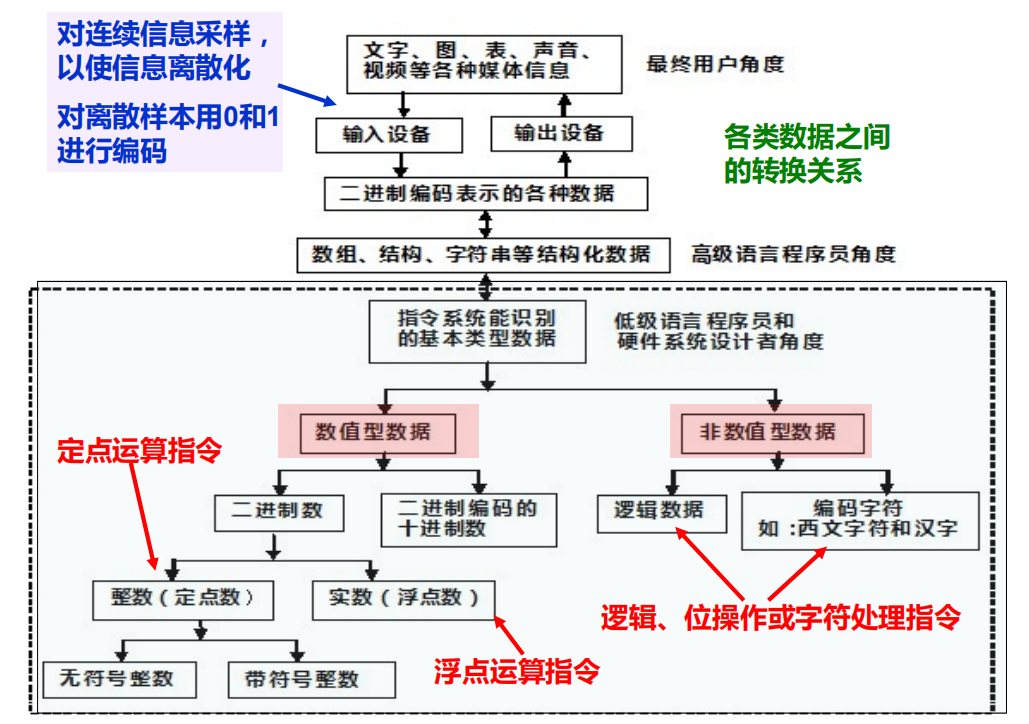 对连续信息采样，
以使信息离散化
对离散样本用0和1
进行编码
文字、图、表、声音、
视频等各种媒体信息
最终用户角度
输入设备
输出设备
各类数据之间
的转换关系
二进制编码表示的各种数据
数组、结构、字符串等结构化数据
高级语言程序员角度
指令系统能识别
的基本类型数据
低级语言程序员和
硬件系统设计者角度
数值型数据
非数值型数据
定点运算指令
二进制数
二进制编码的
十进制数
逻辑数据
编码字符
如：西文字符和汉字
整数（定点数）
实数（浮点数）
逻辑、位操作或字符处理指令
无符号整数
带符号整数
浮点运算指令